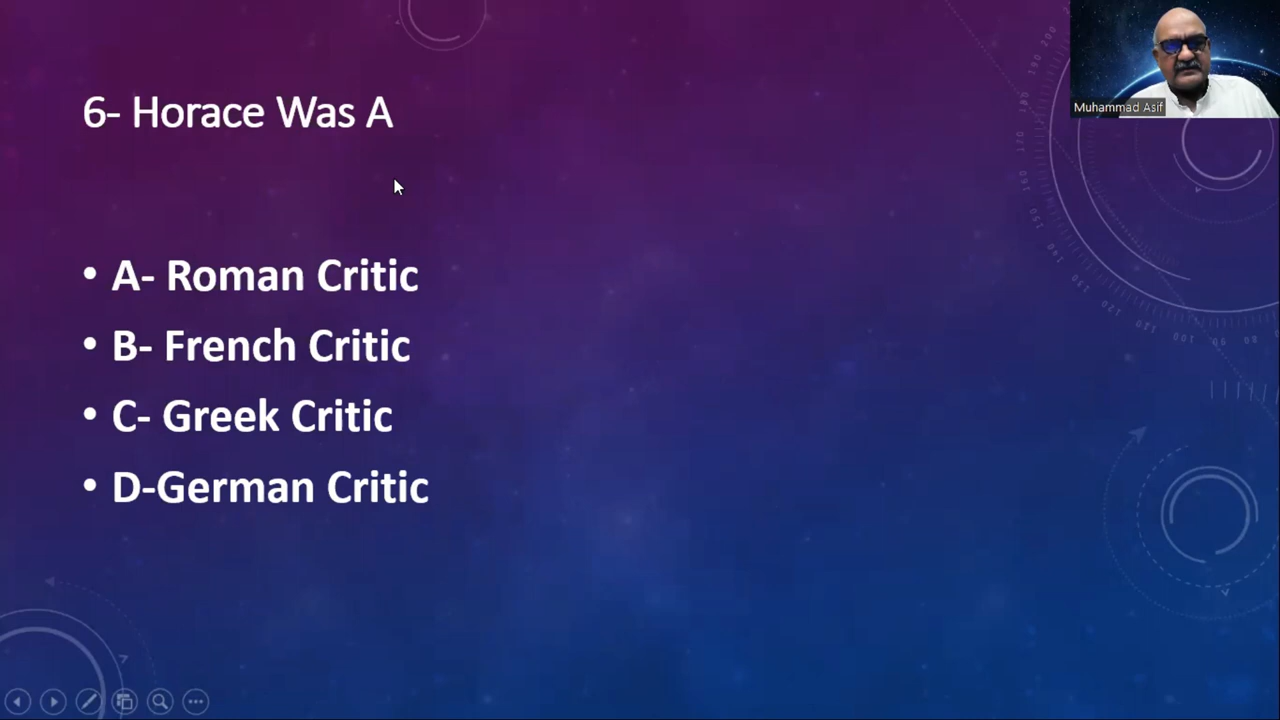 6- Horace Was A
Muhammad Asif
• A- Roman Critic
• B- French Critic
• C- Greek Critic
• D-German Critic